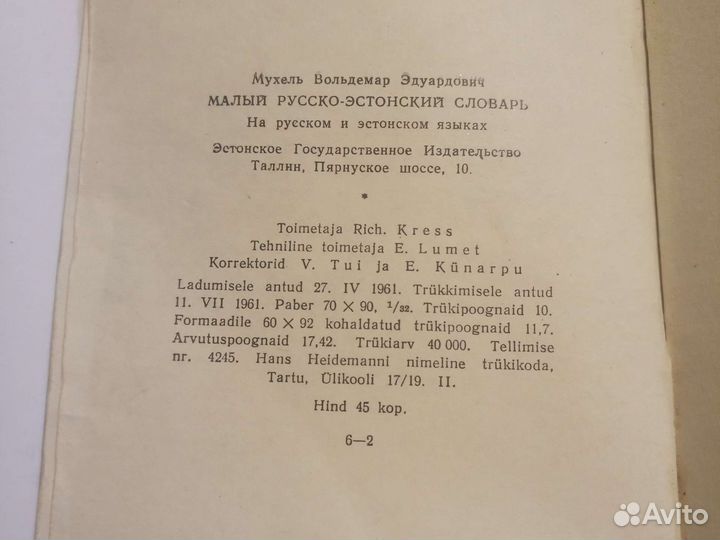 Мухель Вольдемар Эдуардович
МАЛЫЙ РУССКО-ЭСТОНСКИЙ СЛОВАРЬ
На русском и эстонском языках
Эстонское Государственное Издательство
Таллин, Пярнуское шоссе, 10.
*
Toimetaja Rich. Kress
Tehniline toimetaja E. Lumet
Korrektorid V. Tui ja E. Künarpu
Ladumisele antud 27. IV 1961. Trükkimisele antud
11. VII 1961. Paber 70 × 90, 1/32. Trükipoognaid 10.
Formaadile 60 × 92 kohaldatud trükipoognaid 11,7.
Arvutuspoognaid 17,42. Trükiarv 40 000. Tellimise
nr. 4245. Hans Heidemanni nimeline trükikoda,
Tartu, Ülikooli 17/19. II.
Hind 45 kop.
6—2
Avito